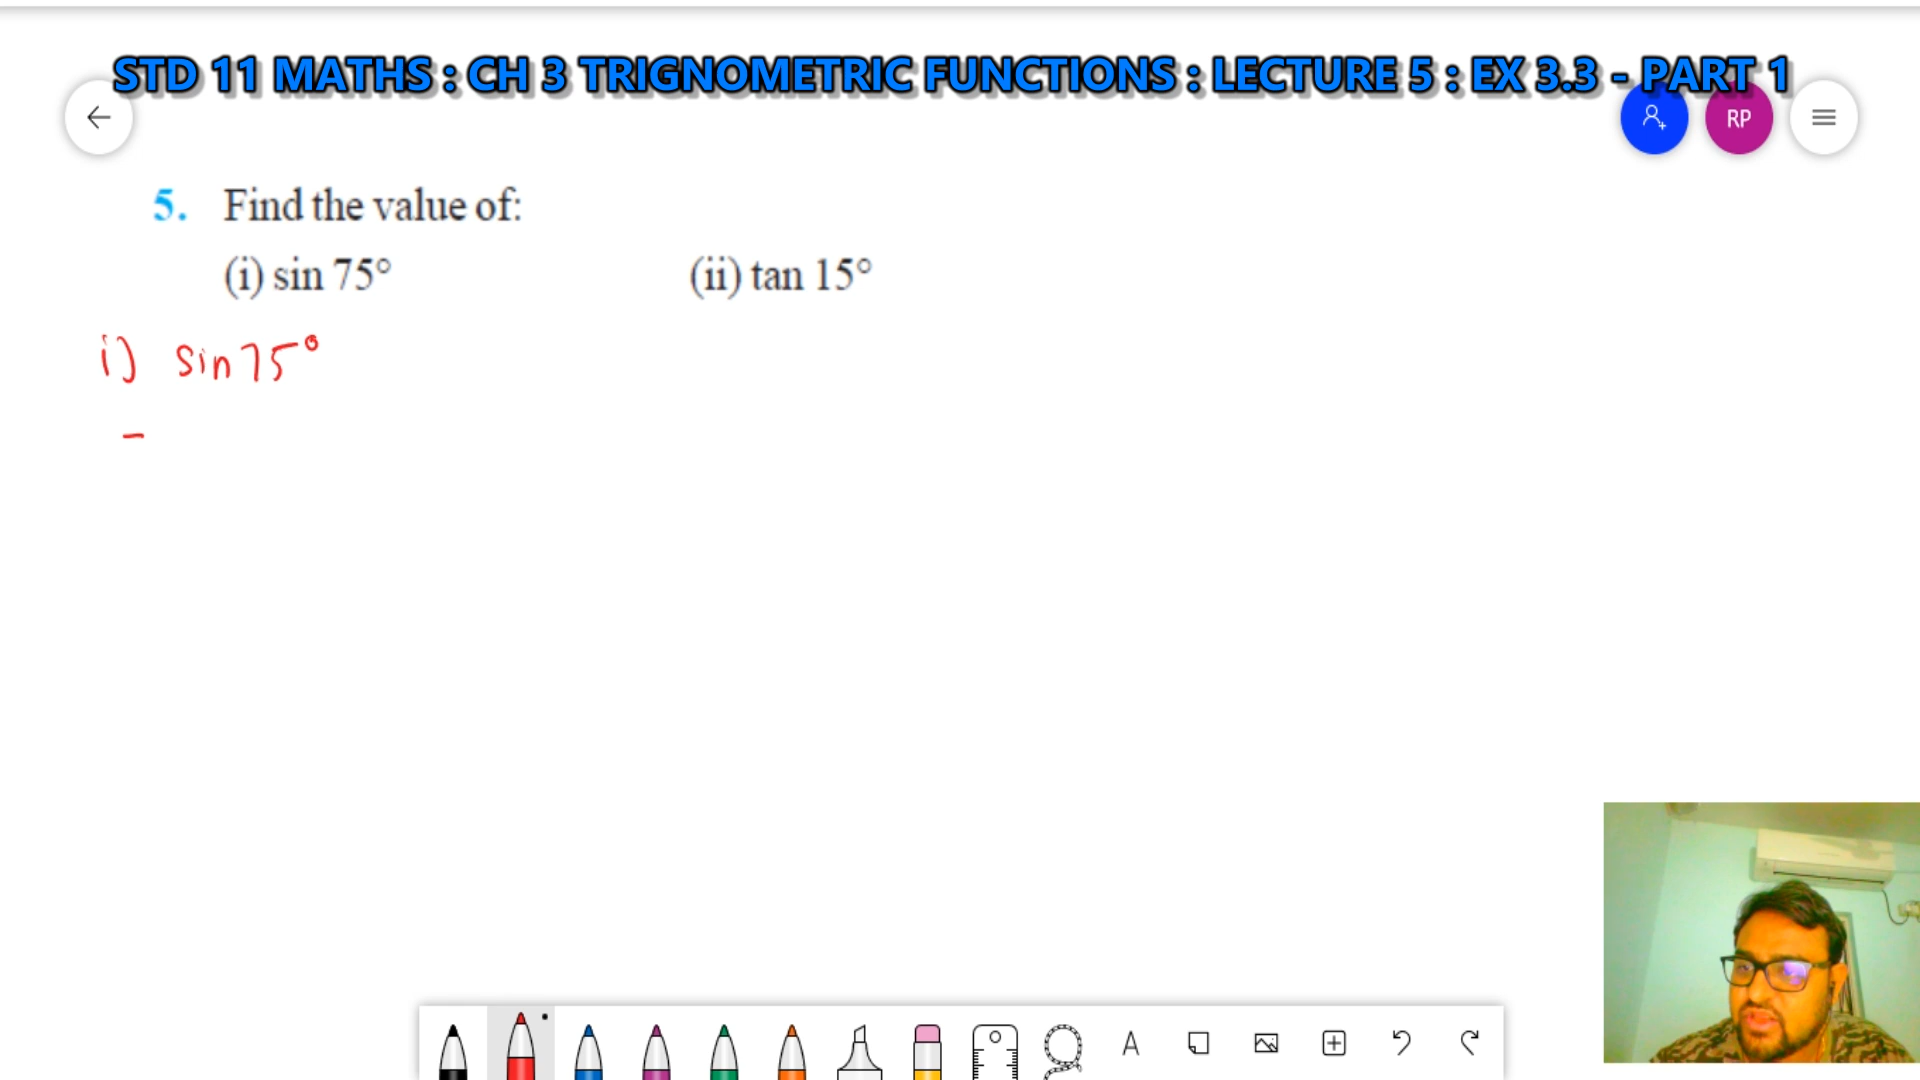 STD 11 MATHS : CH 3 TRIGNOMETRIC FUNCTIONS : LECTURE 5 : EX 3.3 - PART 1
RP
5. Find the value of:
(i) sin 75° (ii) tan 15°
i) sin 75°
-
A